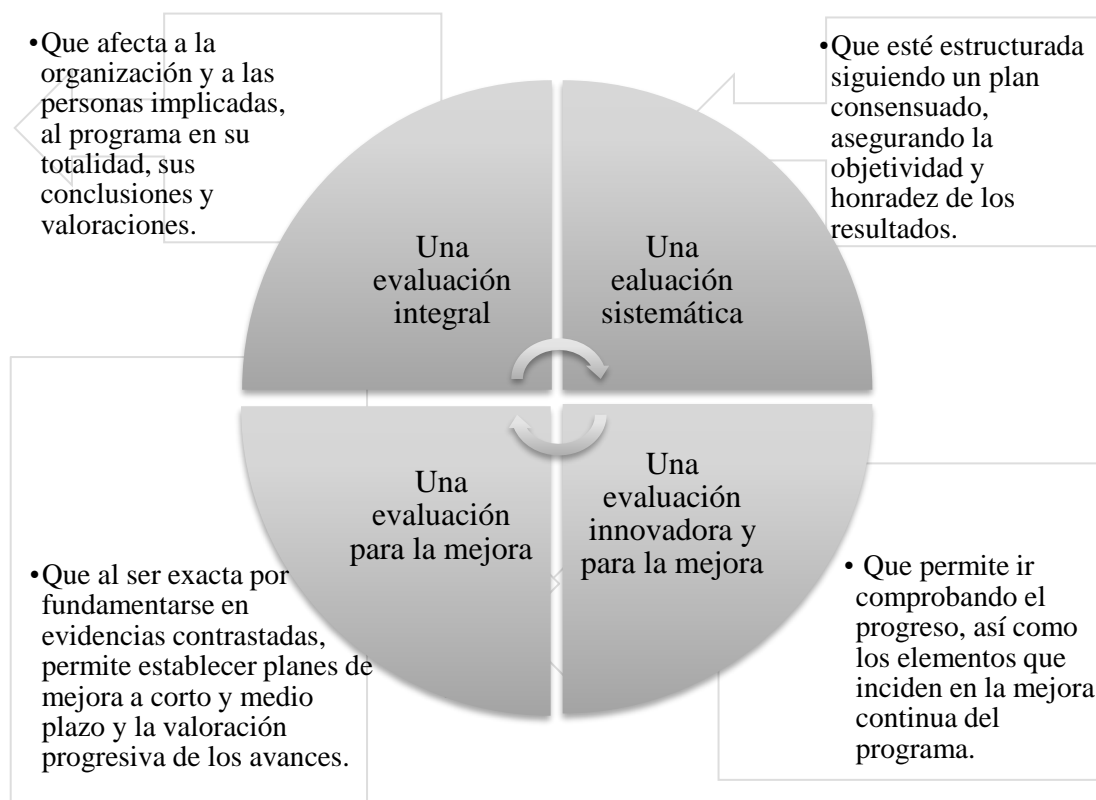 •Que afecta a la
organización y a las
personas implicadas,
al programa en su
totalidad, sus
conclusiones y
valoraciones.
•Que esté estructurada
siguiendo un plan
consensuado,
asegurando la
objetividad y
honradez de los
resultados.
Una
evaluación
integral
Una
ealuación
sistemática
Una
evaluación
para la mejora
Una
evaluación
innovadora y
para la mejora
•Que al ser exacta por
fundamentarse en
evidencias contrastadas,
permite establecer planes de
mejora a corto y medio
plazo y la valoración
progresiva de los avances.
• Que permite ir
comprobando el
progreso, así como
los elementos que
inciden en la mejora
continua del
programa.